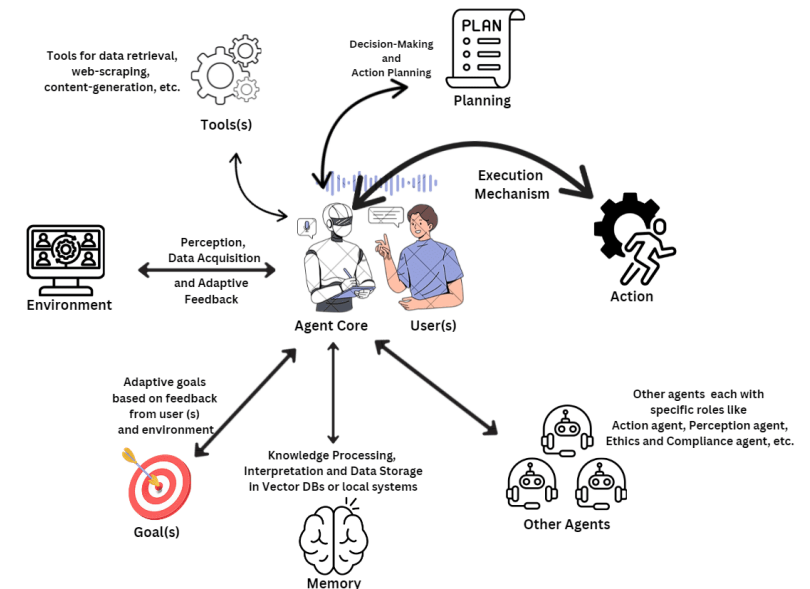 Tools for data retrieval,
web-scraping,
content-generation, etc.
Tools(s)
Decision-Making
and
Action Planning
PLAN
Planning
Execution
Mechanism
Action
Perception,
Data Acquisition
and Adaptive
Feedback
Environment
Agent Core
User(s)
Adaptive goals
based on feedback
from user (s)
and environment
Goal(s)
Knowledge Processing,
Interpretation and Data Storage
in Vector DBs or local systems
Memory
Other agents each with
specific roles like
Action agent, Perception agent,
Ethics and Compliance agent, etc.
Other Agents